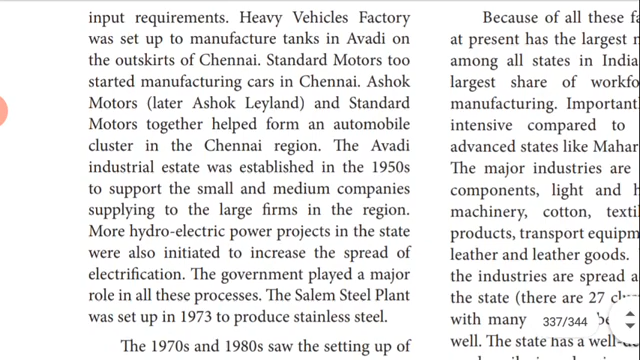 input requirements. Heavy Vehicles Factory
was set up to manufacture tanks in Avadi on
the outskirts of Chennai. Standard Motors too
started manufacturing cars in Chennai. Ashok
Motors (later Ashok Leyland) and Standard
Motors together helped form an automobile
cluster in the Chennai region. The Avadi
industrial estate was established in the 1950s
to support the small and medium companies
supplying to the large firms in the region.
More hydro-electric power projects in the state
were also initiated to increase the spread of
electrification. The government played a major
role in all these processes. The Salem Steel Plant
was set up in 1973 to produce stainless steel.
The 1970s and 1980s saw the setting up of
Because of all these
at present has the largest
among all states in India
largest share of
manufacturing. Important
intensive compared to
advanced states like
The major industries are
components, light and
machinery, cotton,
products, transport
leather and leather goods.
the industries are spread
the state (there are 27
with many
337/344
well. The state has a